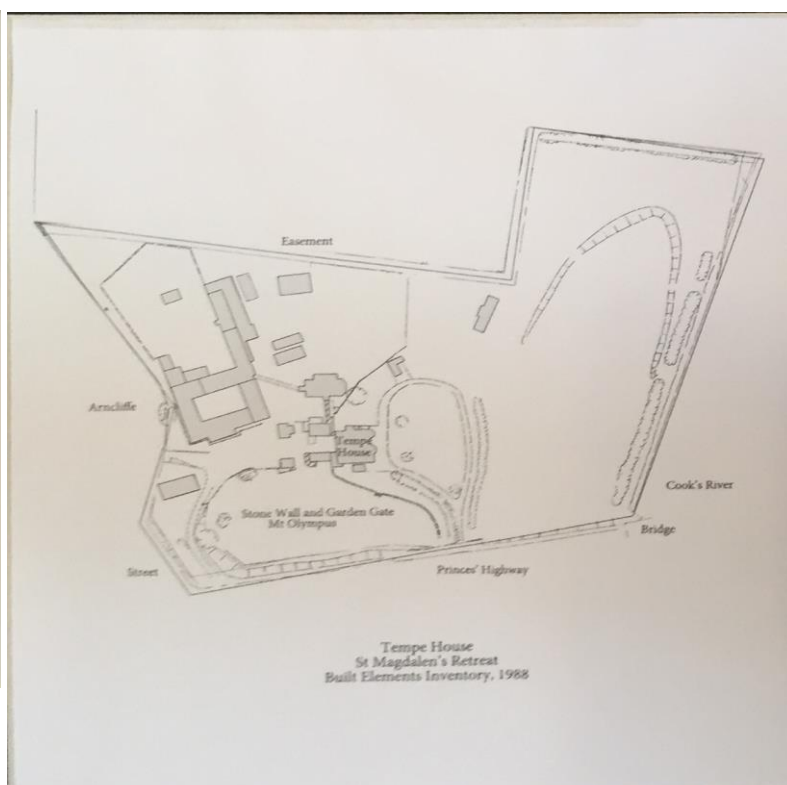 Easement
Arncliffe
Tempe
House
Cook's River
Stone Wall and Garden Gate
Mt Olympus
Bridge
Street
Princes' Highway
Tempe House
St Magdalen's Retreat
Built Elements Inventory, 1988